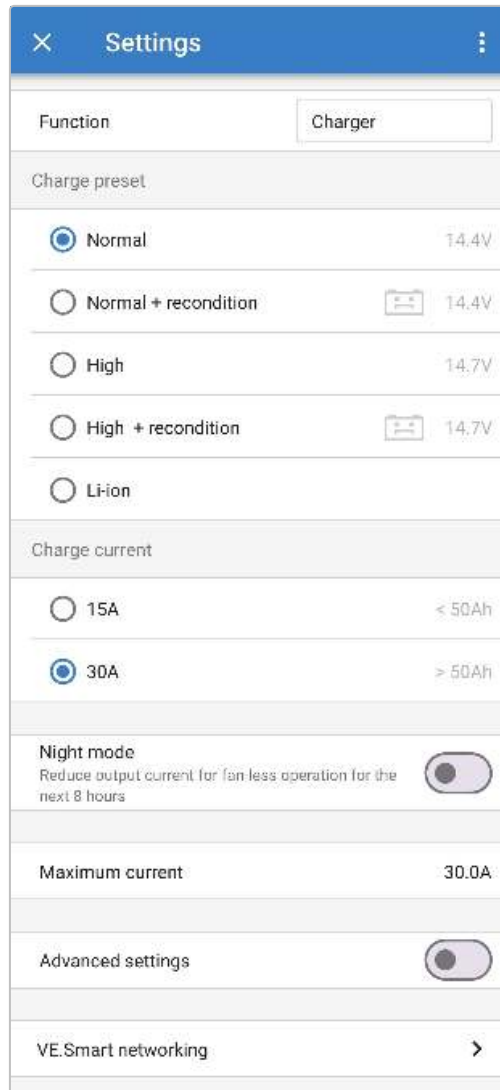 Settings
Function Charger
Charge preset
Normal 14.4V
Normal + recondition 14.4V
High 14.7V
High + recondition 14.7V
Li-ion
Charge current
15A < 50Ah
30A > 50Ah
Night mode
Reduce output current for fan-less operation for the
next 8 hours
Maximum current 30.0A
Advanced settings
VE.Smart networking